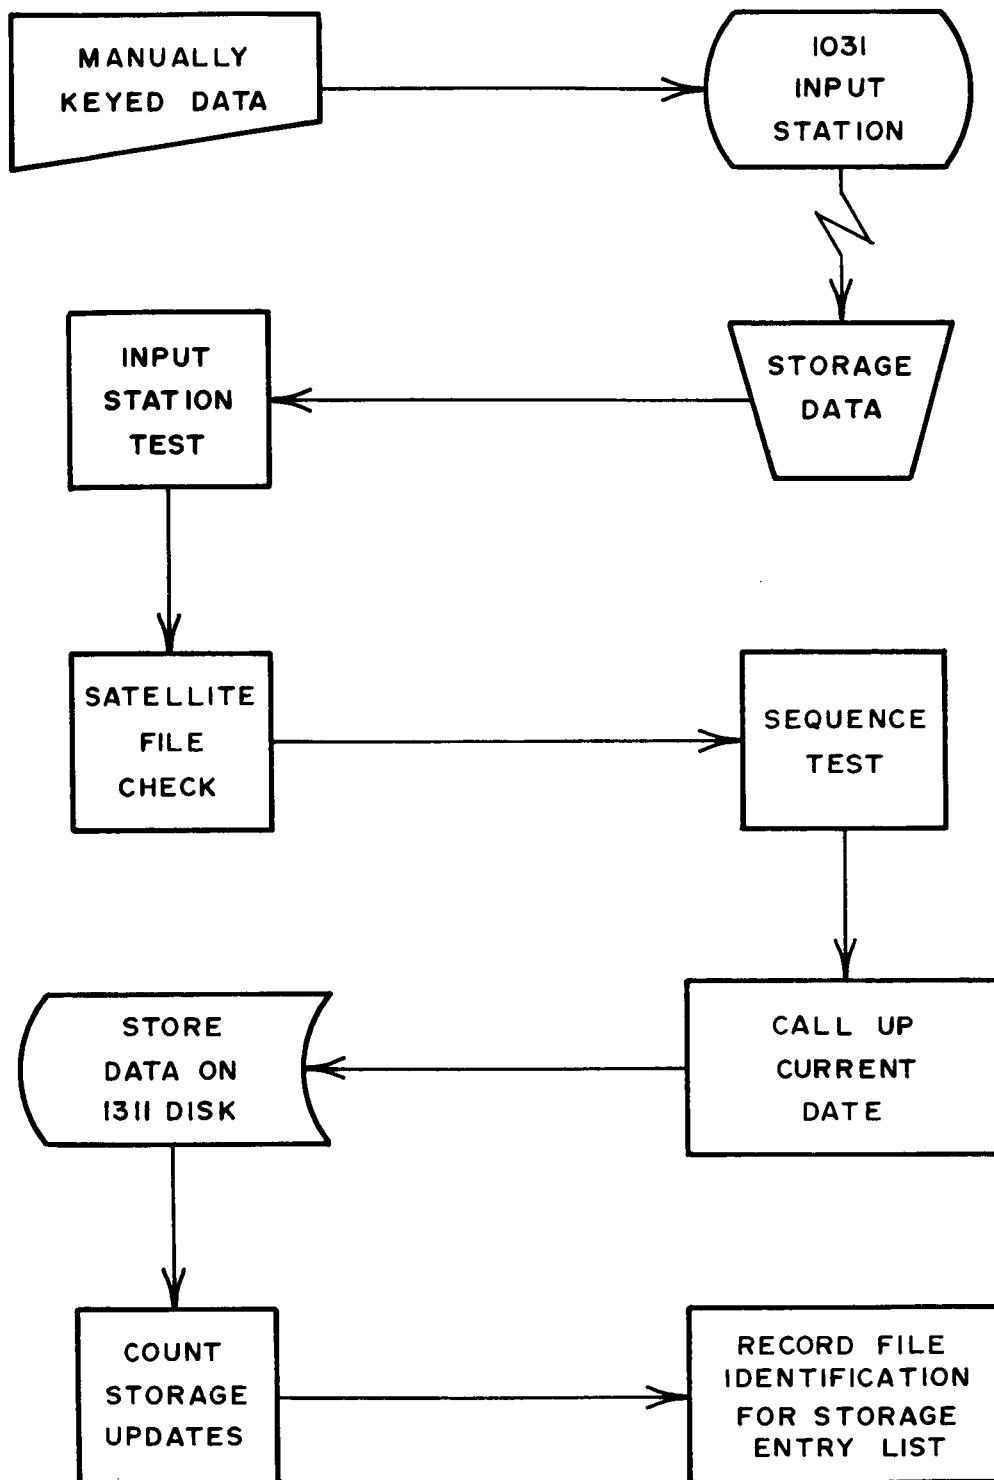 MANUALLY
KEYED DATA
1031
INPUT
STATION
STORAGE
DATA
INPUT
STATION
TEST
SATELLITE
FILE
CHECK
SEQUENCE
TEST
CALL UP
CURRENT
DATE
STORE
DATA ON
1311 DISK
COUNT
STORAGE
UPDATES
RECORD FILE
IDENTIFICATION
FOR STORAGE
ENTRY LIST